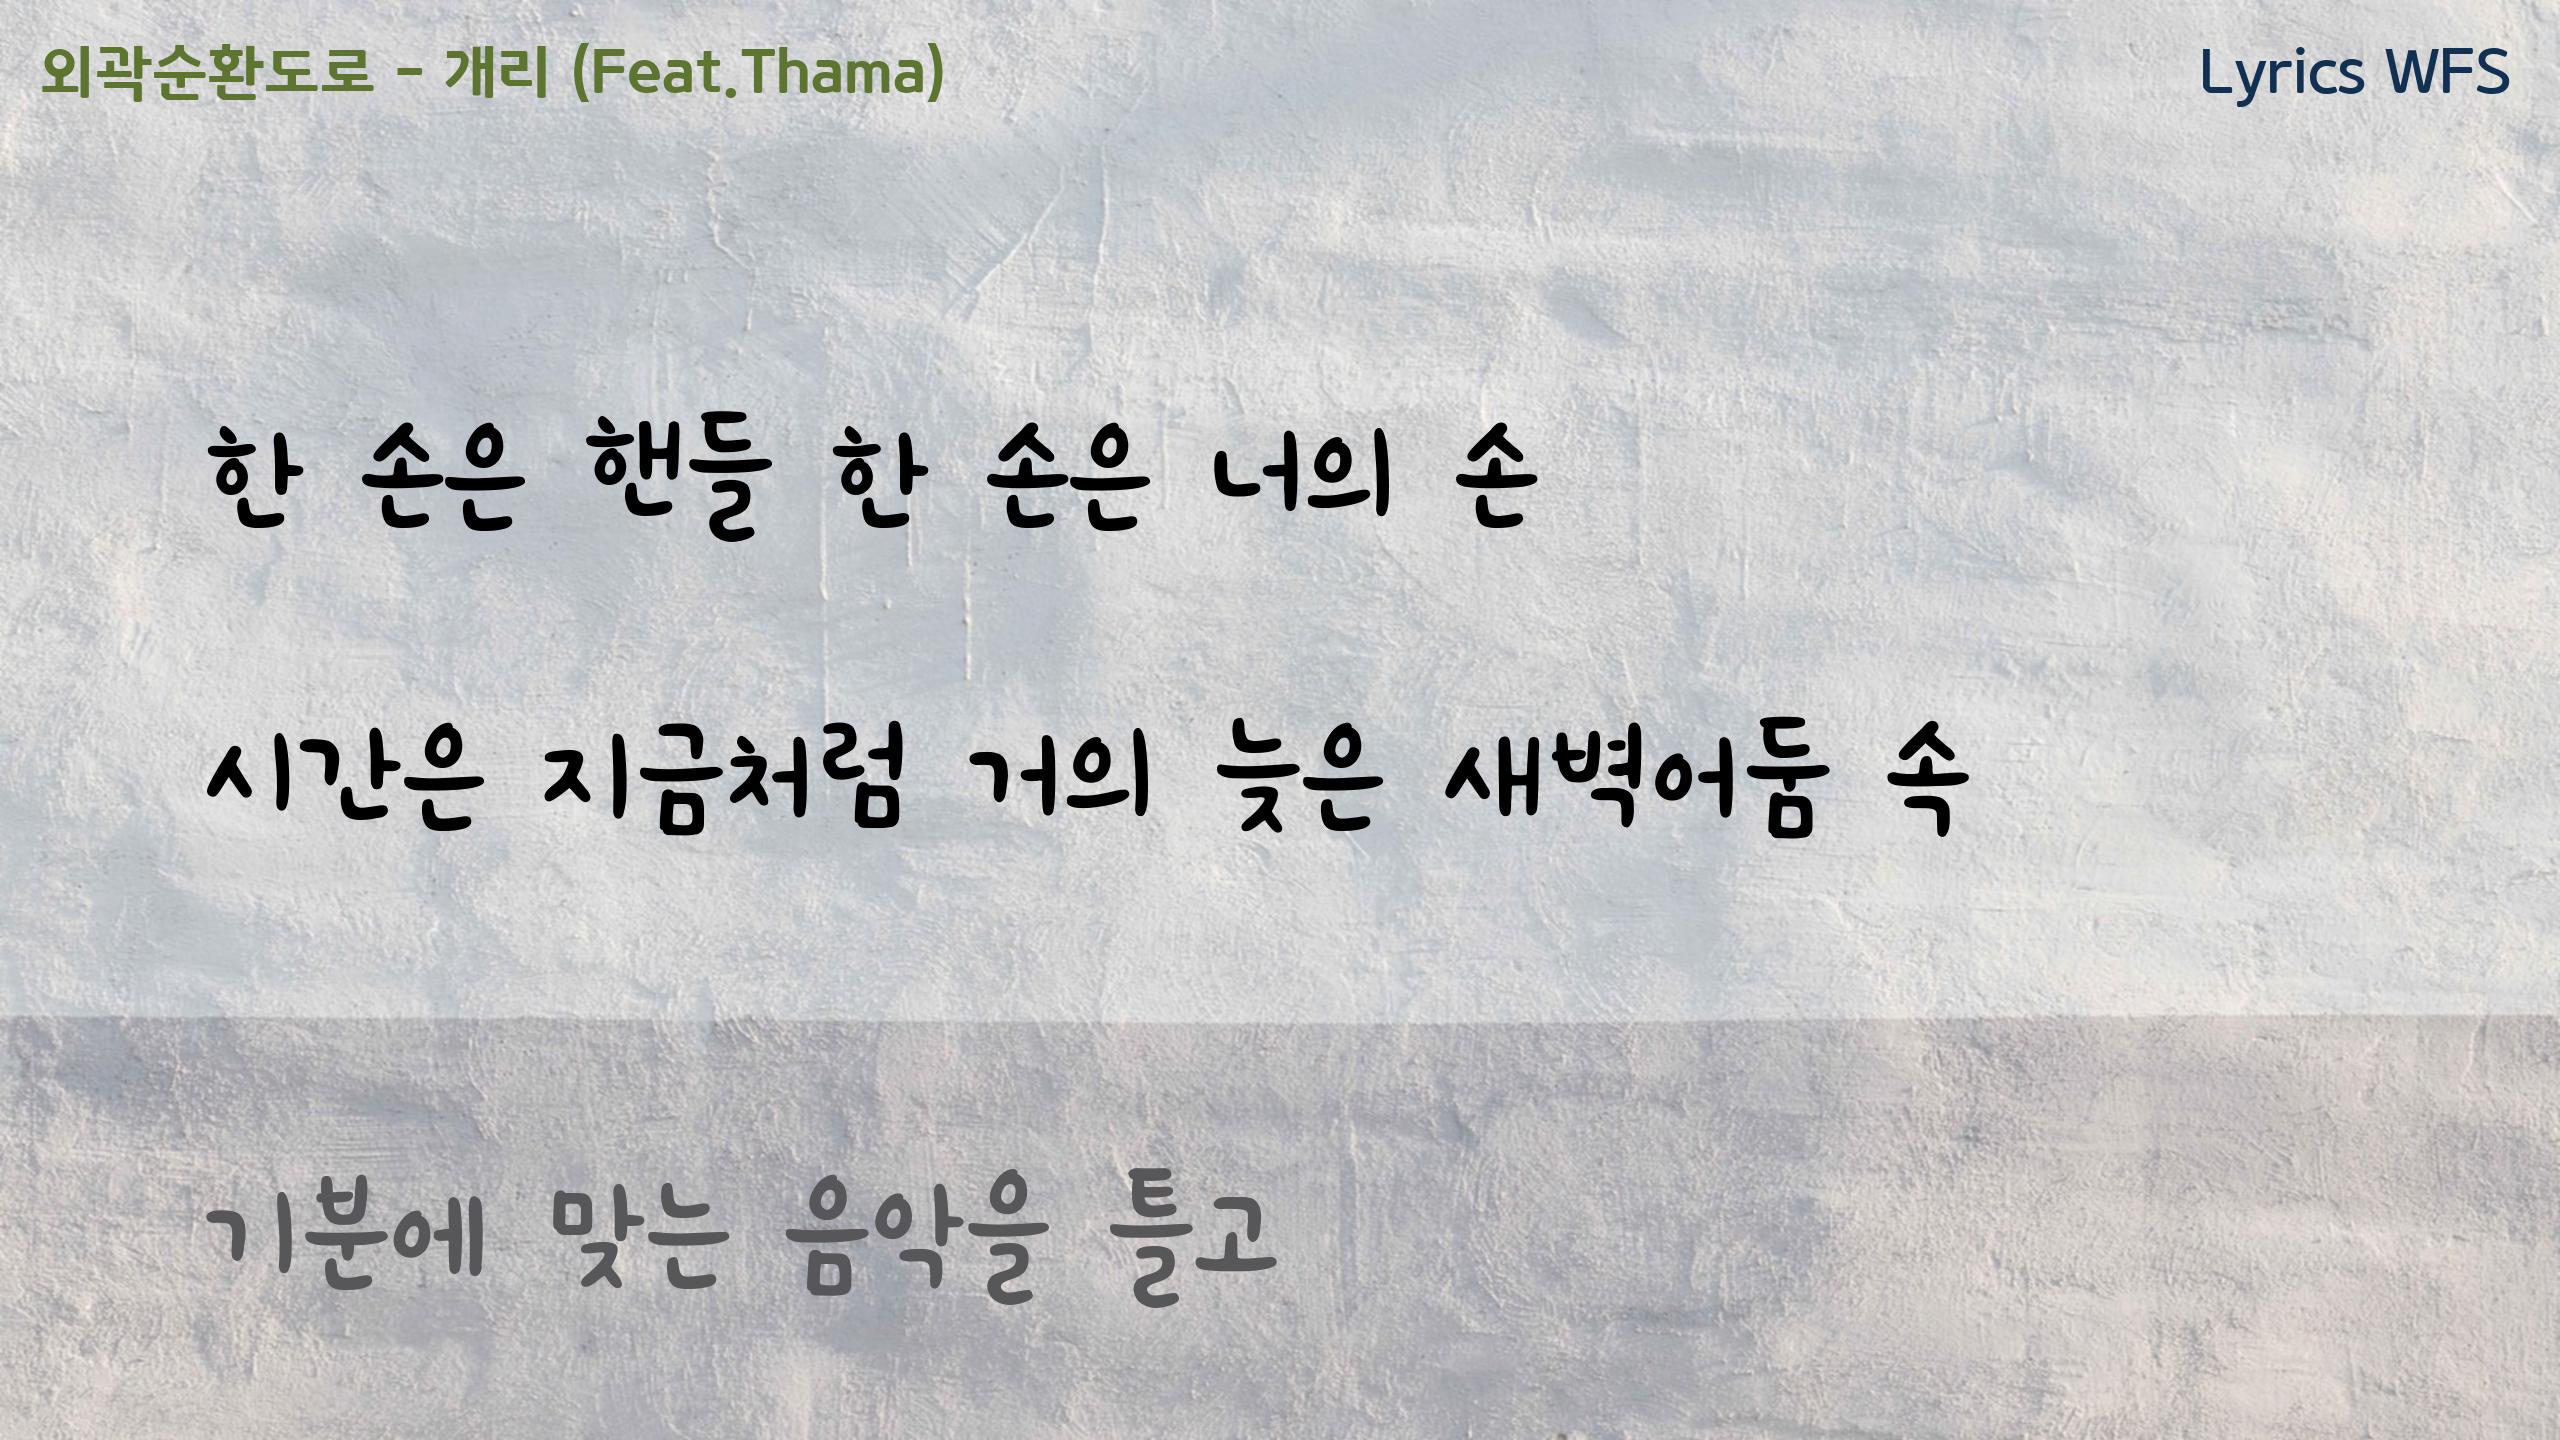 외곽순환도로 - 개리 (Feat.Thama)
Lyrics WFS
한 손은 핸들 한 손은 너의 손
시간은 지금처럼 거의 늦은 새벽어둠 속
기분에 맞는 음악을 틀고